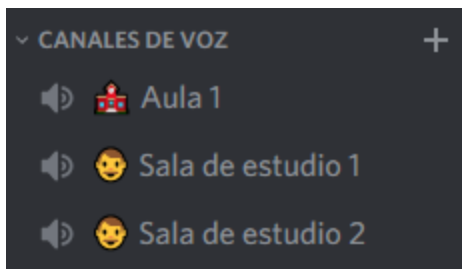 CANALES DE VOZ
Aula 1
Sala de estudio 1
Sala de estudio 2